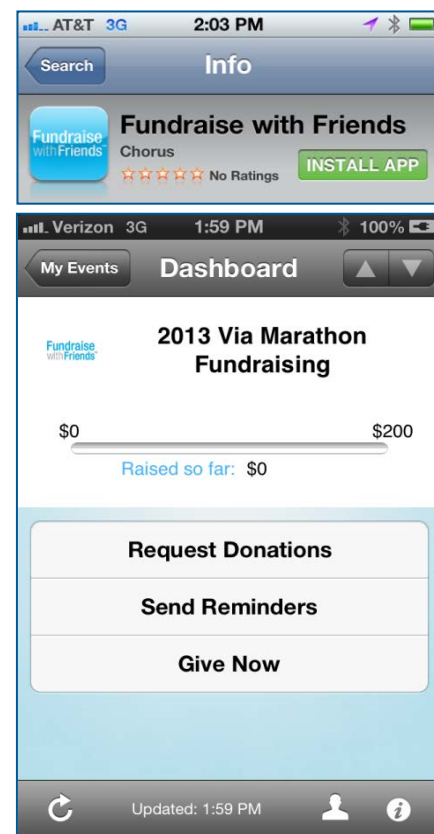 AT&T 3G 2:03 PM
Search Info
Fundraise with Friends
Fundraise
with Friends™
Chorus
No Ratings INSTALL APP
Verizon 3G 1:59 PM 100%
My Events Dashboard
Fundraise
with Friends™
2013 Via Marathon
Fundraising
$0 $200
Raised so far: $0
Request Donations
Send Reminders
Give Now
Updated: 1:59 PM
i